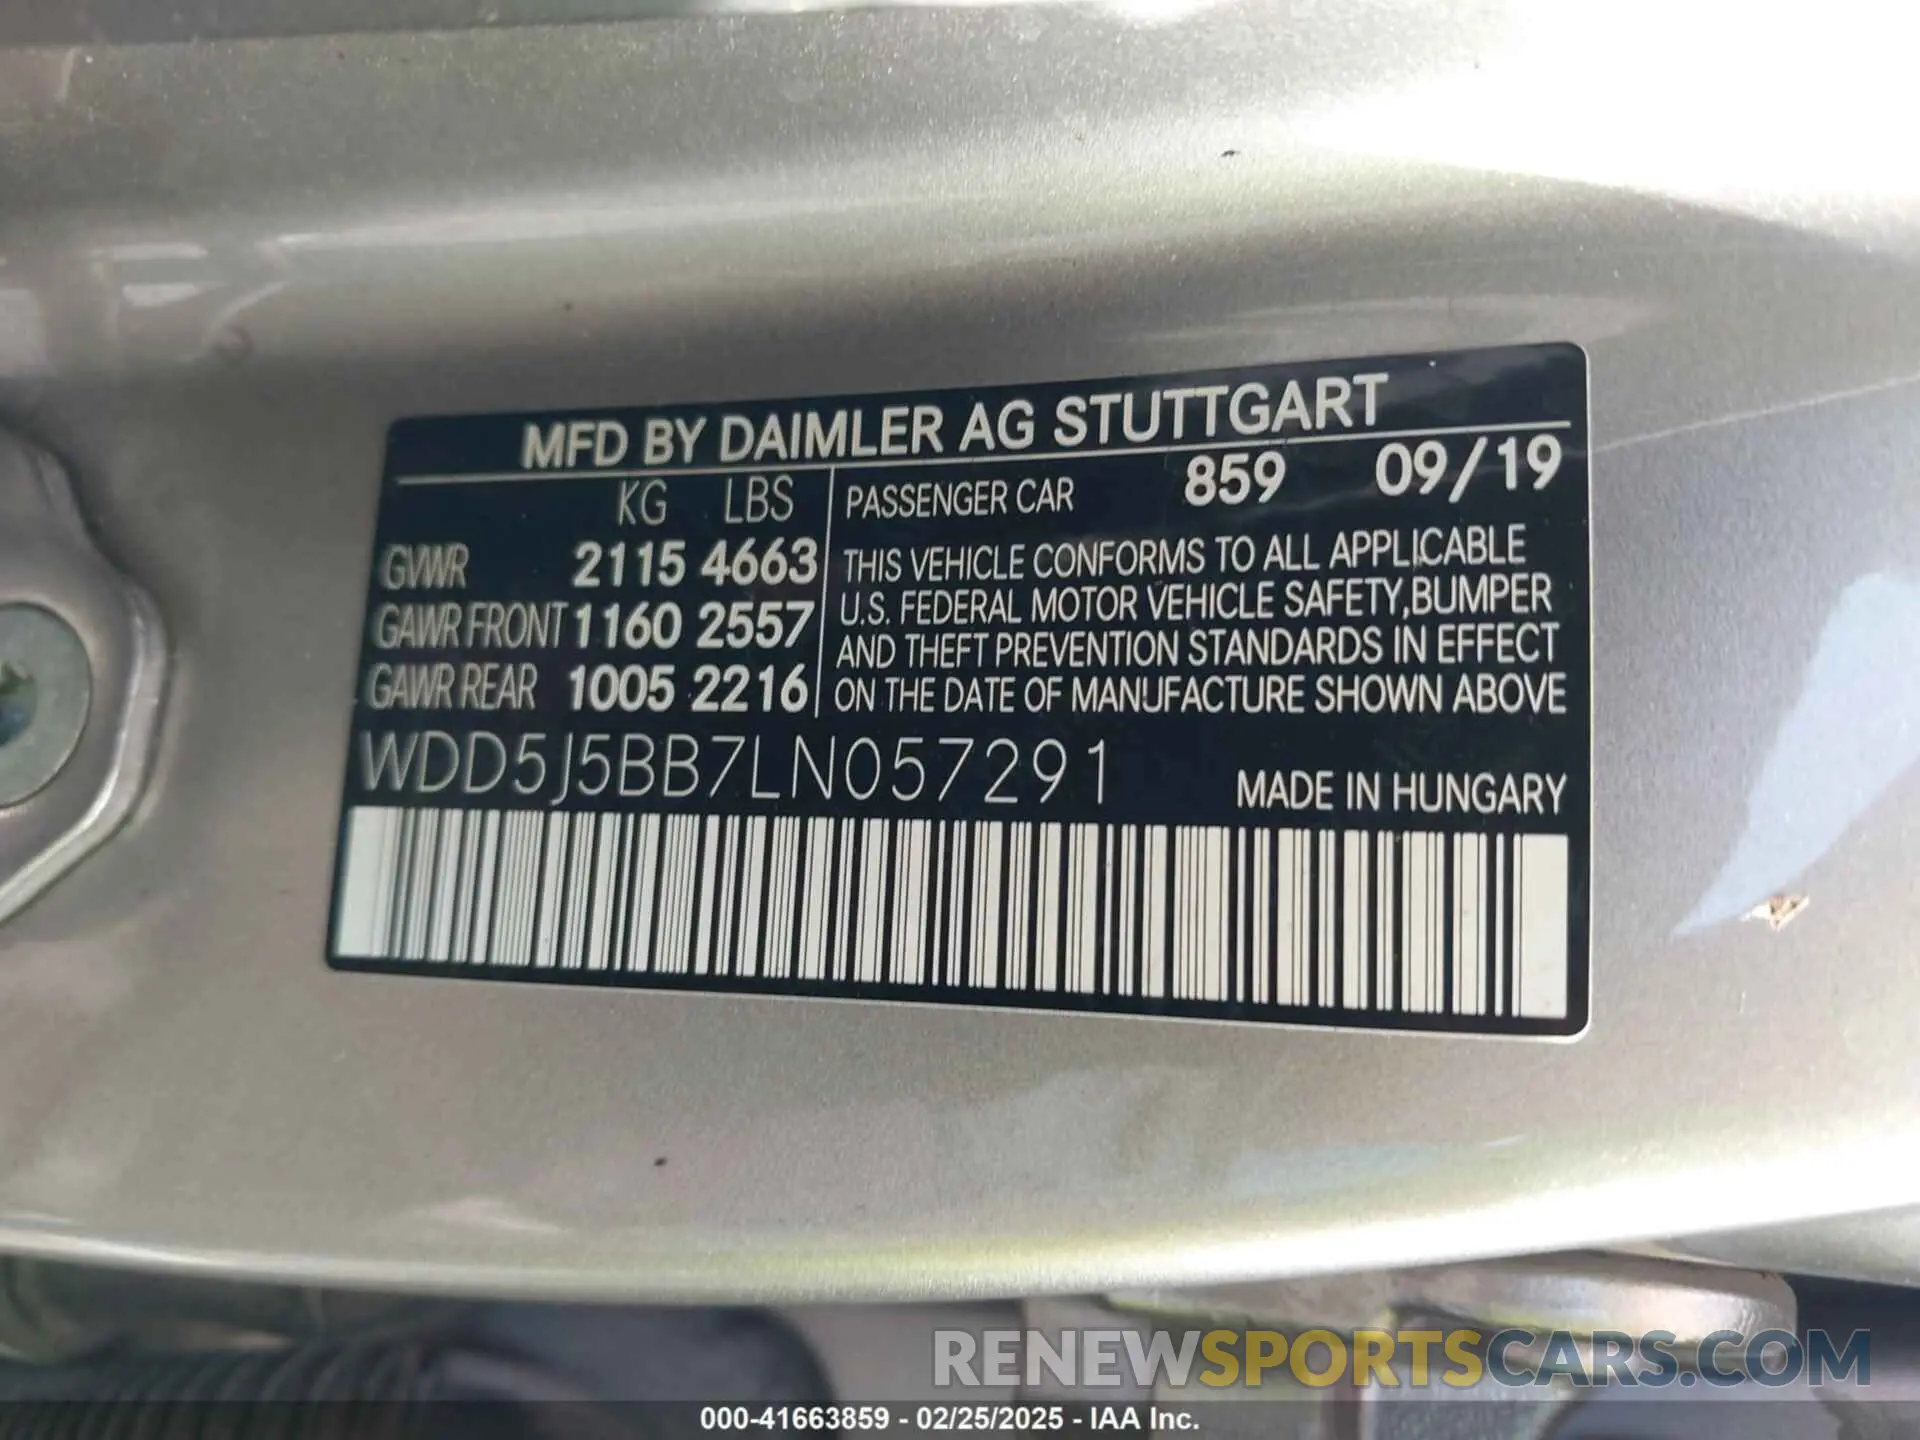 MFD BY DAIMLER AG STUTTGART
KG LBS PASSENGER CAR 859 09/19
GVWR 2115 4663
GAWR FRONT 1160 2557
GAWR REAR 1005 2216
THIS VEHICLE CONFORMS TO ALL APPLICABLE
U.S. FEDERAL MOTOR VEHICLE SAFETY,BUMPER
AND THEFT PREVENTION STANDARDS IN EFFECT
ON THE DATE OF MANUFACTURE SHOWN ABOVE
WDD5J5BB7LN057291 MADE IN HUNGARY
RENEWSPORTSCARS.COM
000-41663859 - 02/25/2025 - IAA Inc.